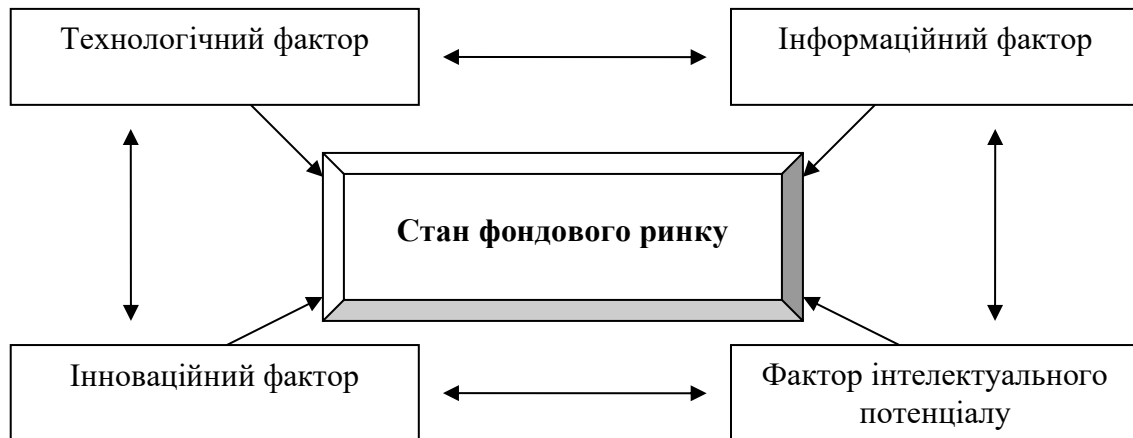 Технологічний фактор
Інформаційний фактор
Стан фондового ринку
Інноваційний фактор
Фактор інтелектуального
потенціалу